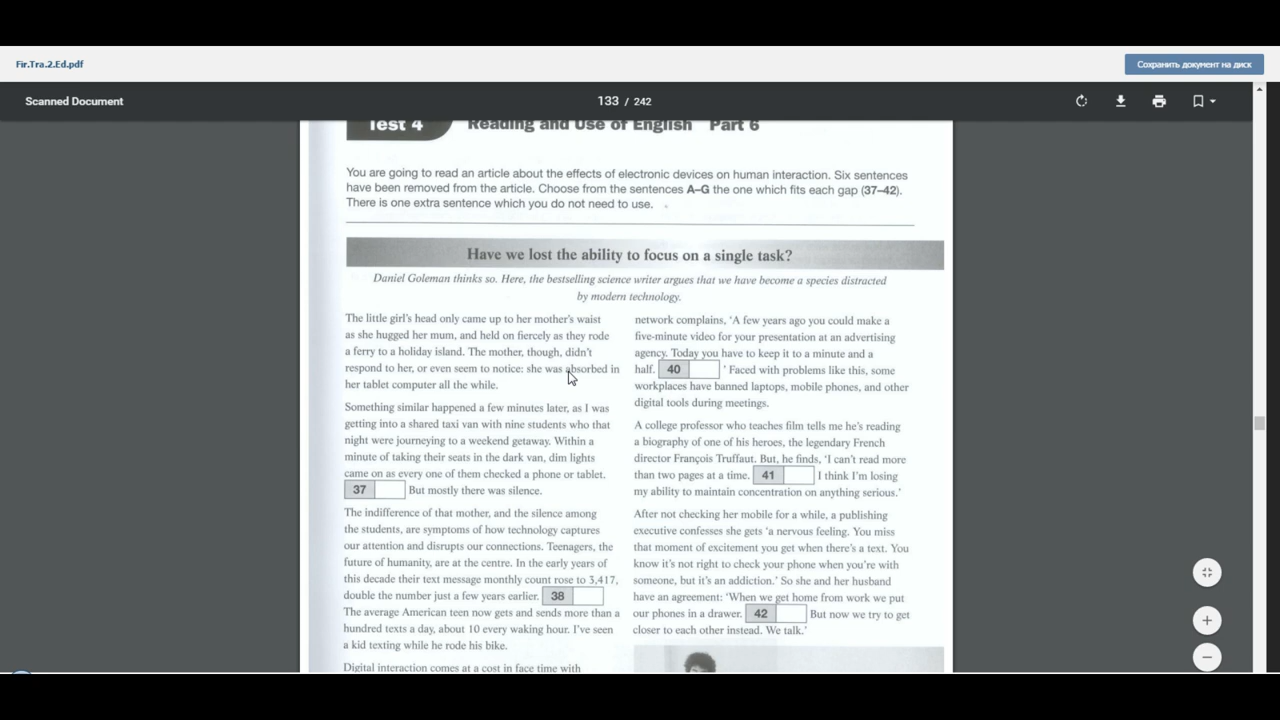 Fir.Tra.2.Ed.pdf
Сохранить документ на диск
Scanned Document
133 / 242
Test 4 Reading and Use of English Part 6
You are going to read an article about the effects of electronic devices on human interaction. Six sentences
have been removed from the article. Choose from the sentences A–G the one which fits each gap (37–42).
There is one extra sentence which you do not need to use.
Have we lost the ability to focus on a single task?
Daniel Goleman thinks so. Here, the bestselling science writer argues that we have become a species distracted
by modern technology.
The little girl's head only came up to her mother's waist
as she hugged her mum, and held on fiercely as they rode
a ferry to a holiday island. The mother, though, didn't
respond to her, or even seem to notice: she was absorbed in
her tablet computer all the while.
Something similar happened a few minutes later, as I was
getting into a shared taxi van with nine students who that
night were journeying to a weekend getaway. Within a
minute of taking their seats in the dark van, dim lights
came on as every one of them checked a phone or tablet.
37 But mostly there was silence.
The indifference of that mother, and the silence among
the students, are symptoms of how technology captures
our attention and disrupts our connections. Teenagers, the
future of humanity, are at the centre. In the early years of
this decade their text message monthly count rose to 3,417,
double the number just a few years earlier. 38
The average American teen now gets and sends more than a
hundred texts a day, about 10 every waking hour. I've seen
a kid texting while he rode his bike.
Digital interaction comes at a cost in face time with
network complains, 'A few years ago you could make a
five-minute video for your presentation at an advertising
agency. Today you have to keep it to a minute and a
half. 40 ' Faced with problems like this, some
workplaces have banned laptops, mobile phones, and other
digital tools during meetings.
A college professor who teaches film tells me he's reading
a biography of one of his heroes, the legendary French
director François Truffaut. But, he finds, 'I can't read more
than two pages at a time. 41 I think I'm losing
my ability to maintain concentration on anything serious.'
After not checking her mobile for a while, a publishing
executive confesses she gets 'a nervous feeling. You miss
that moment of excitement you get when there's a text. You
know it's not right to check your phone when you're with
someone, but it's an addiction.' So she and her husband
have an agreement: 'When we get home from work we put
our phones in a drawer. 42 But now we try to get
closer to each other instead. We talk.'